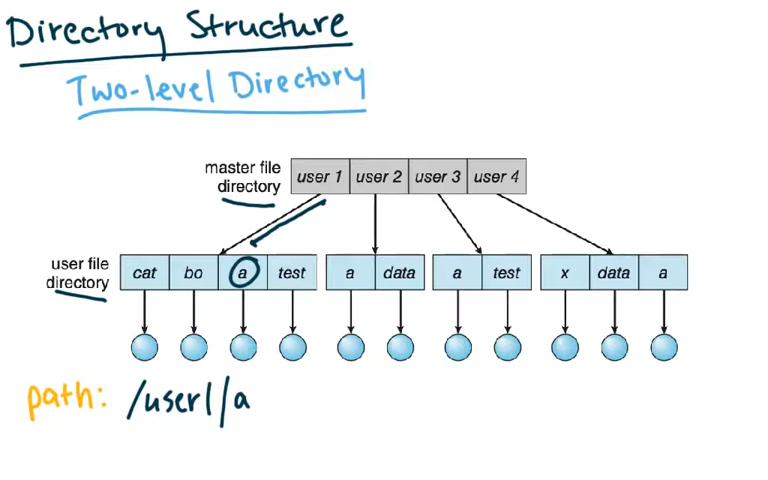 Directory Structure
Two-level Directory
master file
directory
user 1 user 2 user 3 user 4
user file
directory
cat bo a test a data a test x data a
path: /user1/a